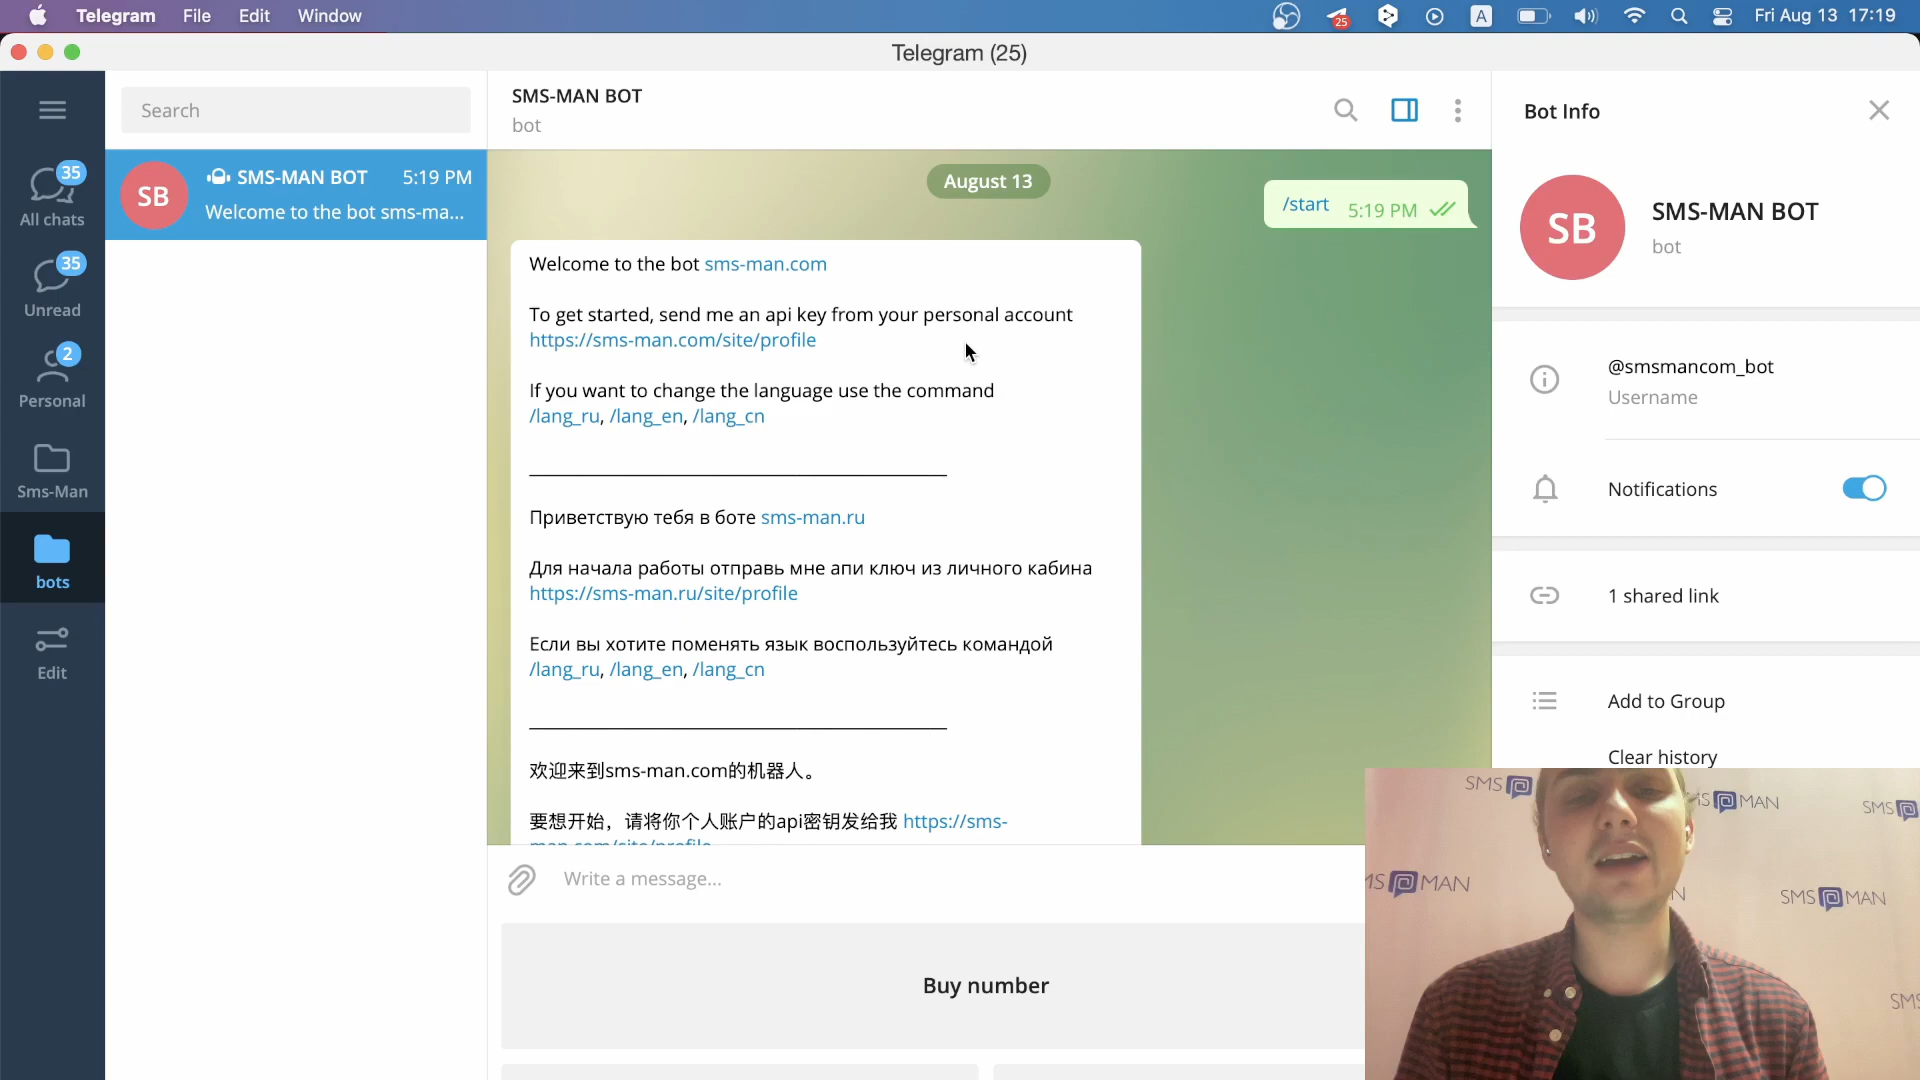 Telegram File Edit Window
25
A
Fri Aug 13 17:19
Telegram (25)
Search
35
All chats
35
Unread
2
Personal
Sms-Man
bots
Edit
SB
SMS-MAN BOT 5:19 PM
Welcome to the bot sms-ma...
SMS-MAN BOT
bot
August 13
/start 5:19 PM
Welcome to the bot sms-man.com
To get started, send me an api key from your personal account
https://sms-man.com/site/profile
If you want to change the language use the command
/lang_ru, /lang_en, /lang_cn
Приветствую тебя в боте sms-man.ru
Для начала работы отправь мне апи ключ из личного кабина
https://sms-man.ru/site/profile
Если вы хотите поменять язык воспользуйтесь командой
/lang_ru, /lang_en, /lang_cn
欢迎来到sms-man.com的机器人。
要想开始，请将你个人账户的api密钥发给我 https://sms-
man.com/site/profile
Write a message...
Buy number
Bot Info
SB
SMS-MAN BOT
bot
@smsmancom_bot
Username
Notifications
1 shared link
Add to Group
Clear history
SMS
MAN
SMS
MAN
SMS MAN
SMS